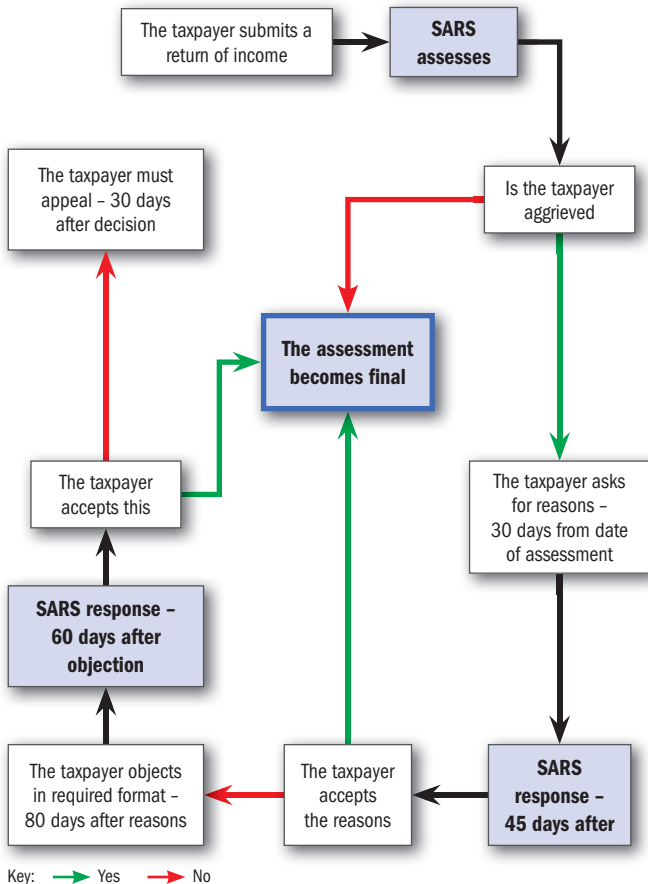 The taxpayer submits a
return of income
SARS
assesses
Is the taxpayer
aggrieved
The taxpayer must
appeal – 30 days
after decision
The assessment
becomes final
The taxpayer
accepts this
The taxpayer asks
for reasons –
30 days from date
of assessment
SARS response –
60 days after
objection
The taxpayer objects
in required format –
80 days after reasons
The taxpayer
accepts
the reasons
SARS
response –
45 days after
Key: Yes No